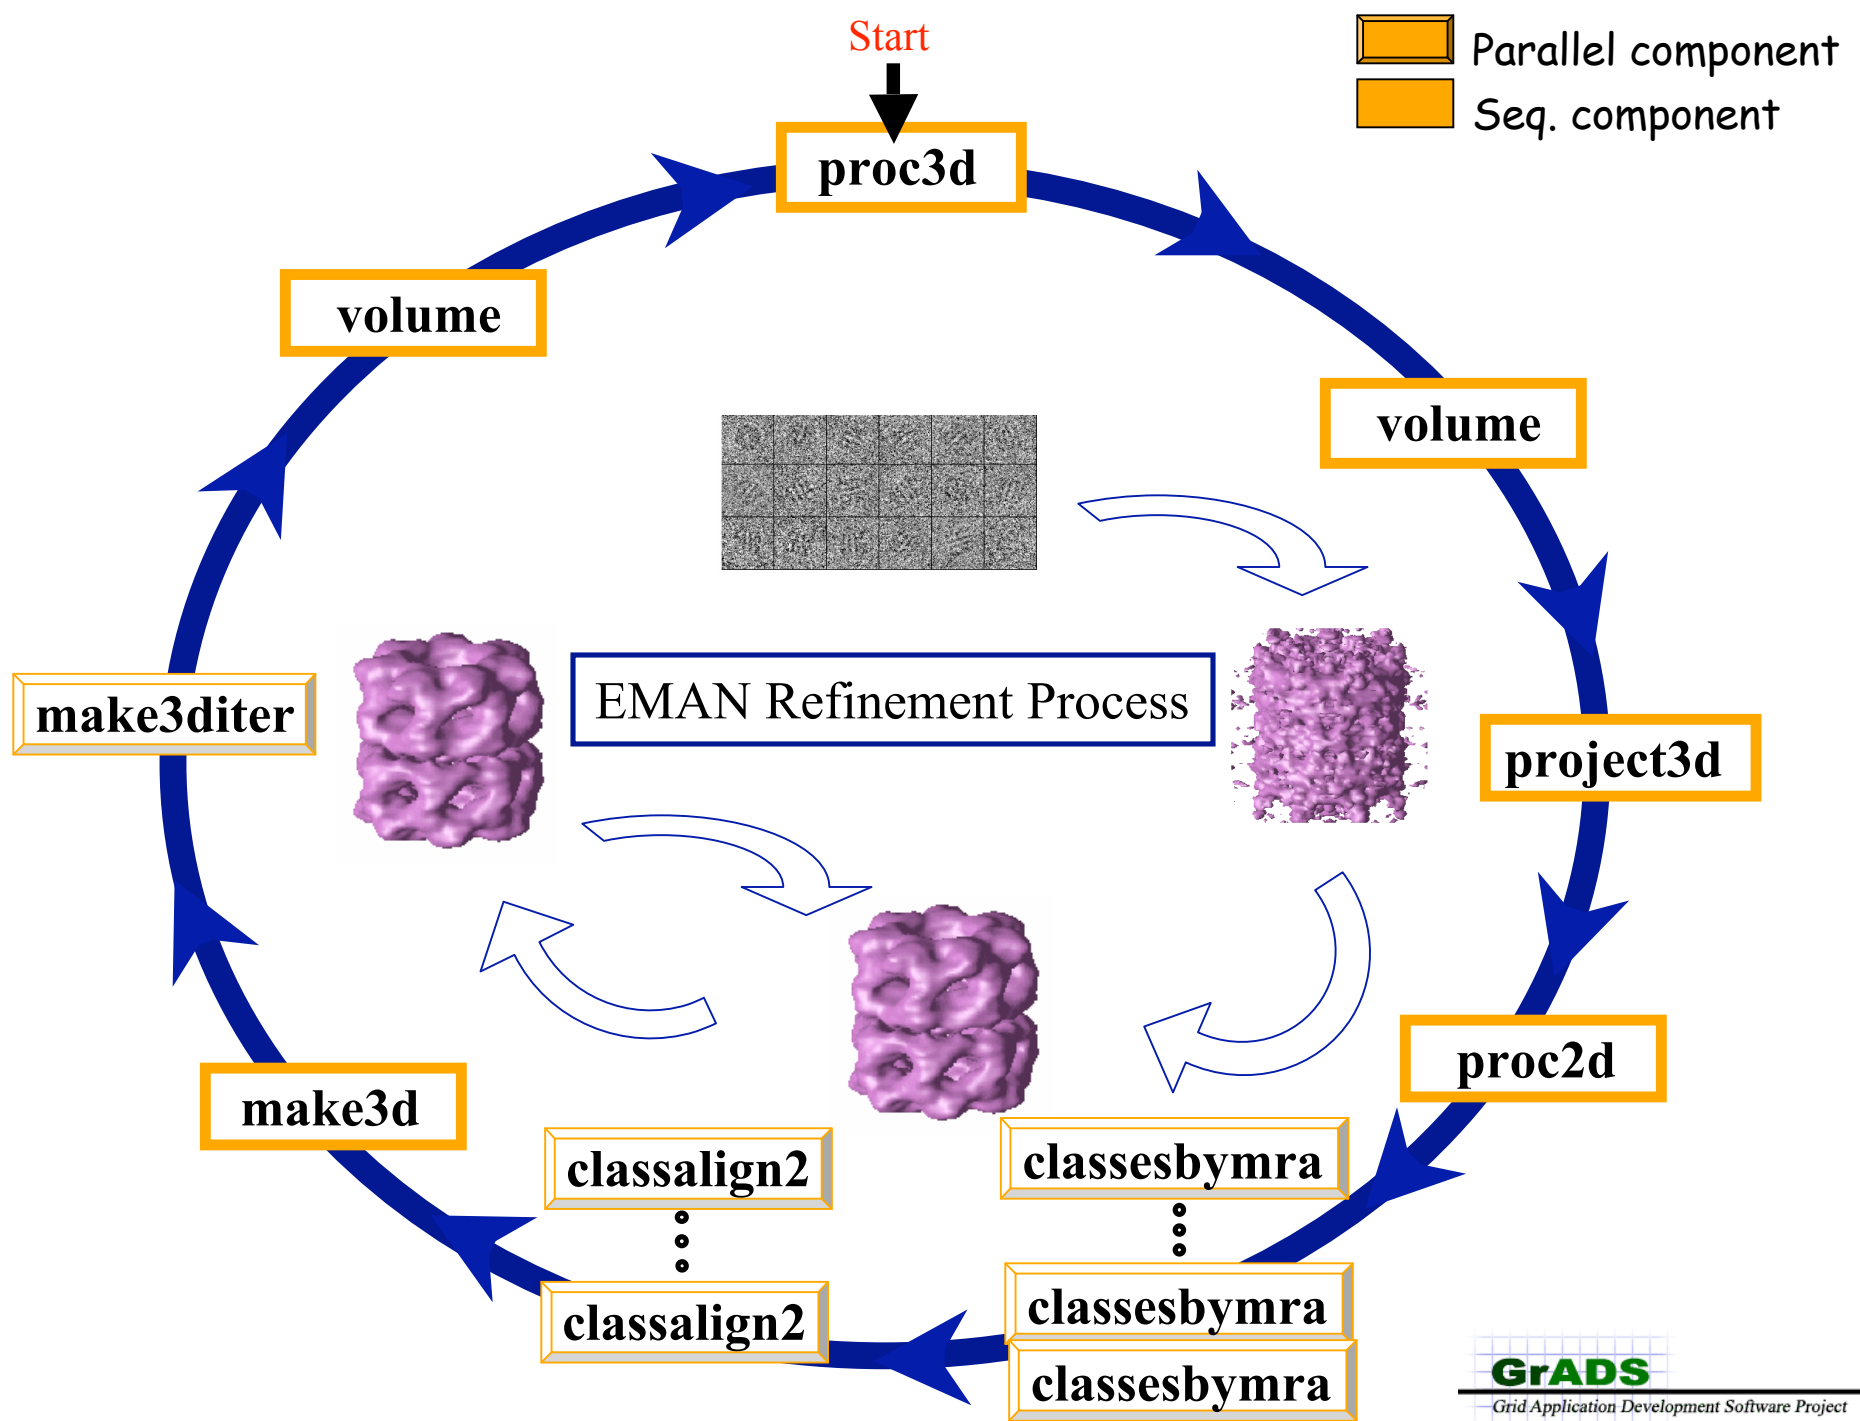 Start
Parallel component
Seq. component
proc3d
volume
volume
EMAN Refinement Process
make3diter
project3d
proc2d
make3d
classalign2
classesbymra
classalign2
classesbymra
classesbymra
GrADS
Grid Application Development Software Project